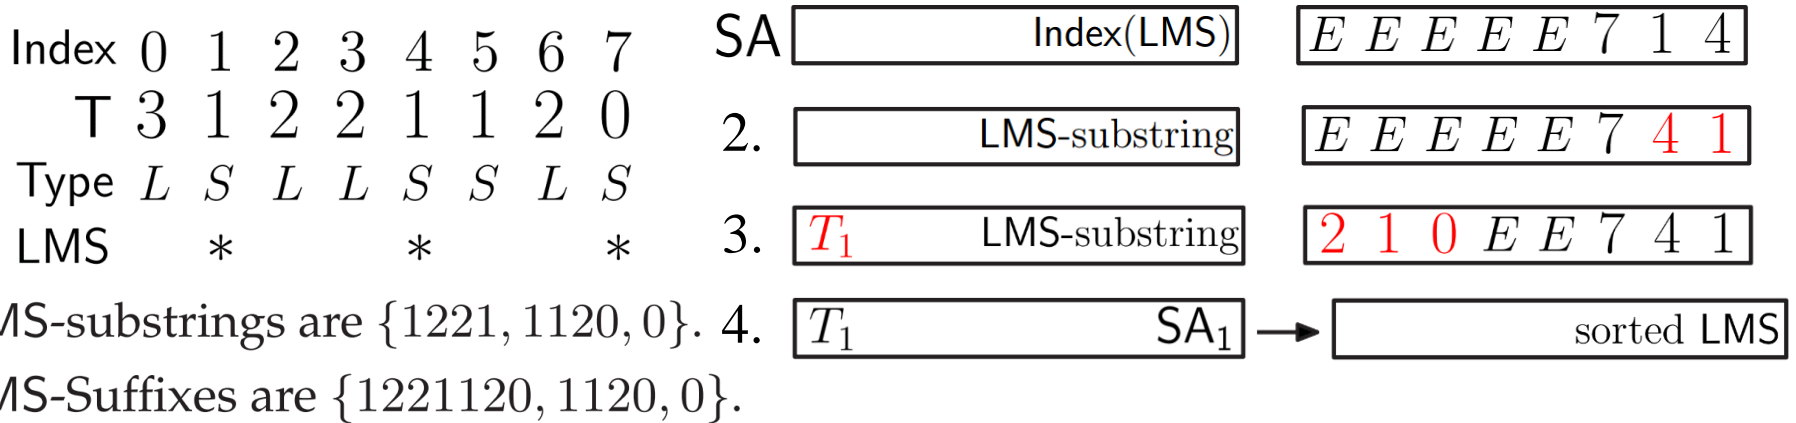 Index 0 1 2 3 4 5 6 7
T 3 1 2 2 1 1 2 0
Type L S L L S S L S
LMS * * *
MS-substrings are {1221, 1120, 0}.
MS-Suffixes are {1221120, 1120, 0}.
SA Index(LMS) E E E E E 7 1 4
2. LMS-substring E E E E E 7 4 1
3. T₁ LMS-substring 2 1 0 E E 7 4 1
4. T₁ SA₁ → sorted LMS